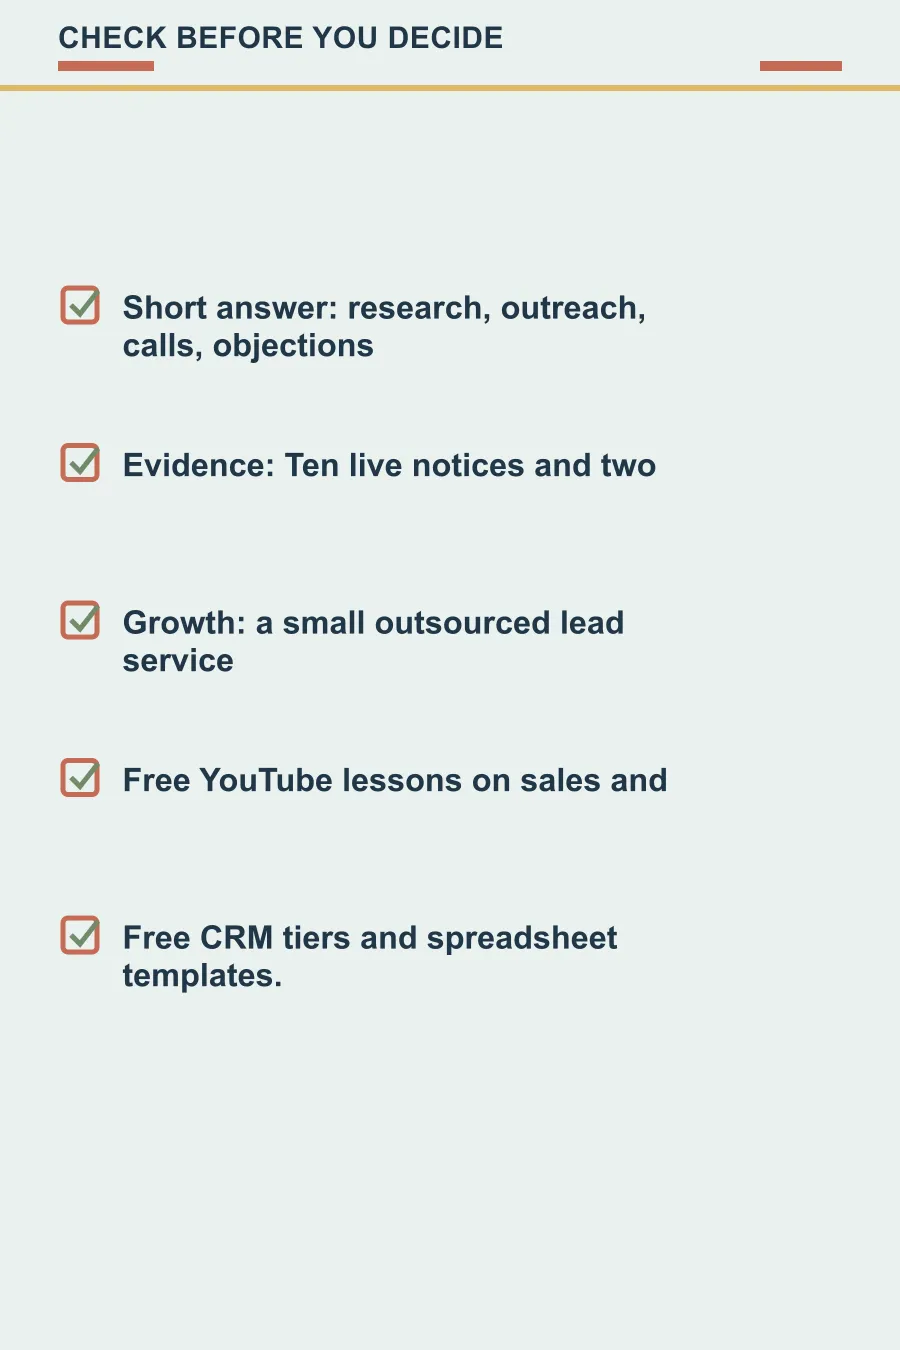 CHECK BEFORE YOU DECIDE
Short answer: research, outreach,
calls, objections
Evidence: Ten live notices and two
Growth: a small outsourced lead
service
Free YouTube lessons on sales and
Free CRM tiers and spreadsheet
templates.